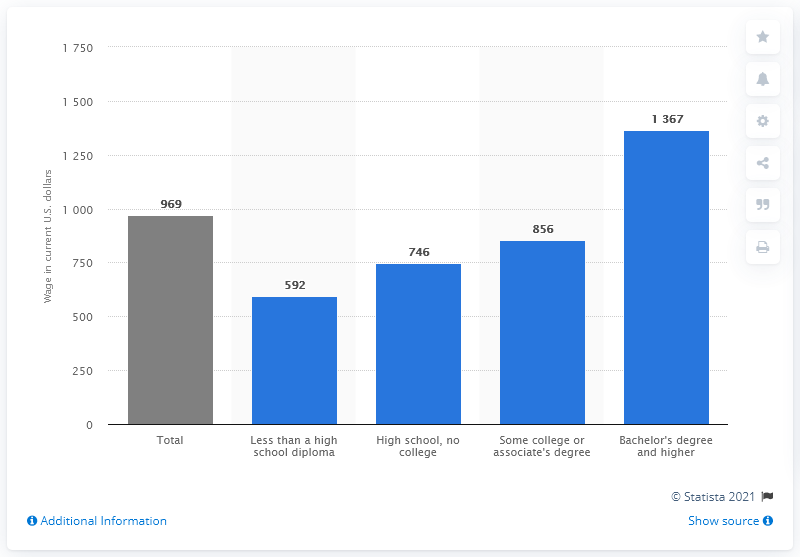 1 750
1 500
1 250
1 000
750
500
250
0
Wage in current U.S. dollars
969
592
746
856
1 367
Total
Less than a high
school diploma
High school, no
college
Some college or
associate's degree
Bachelor's degree
and higher
© Statista 2021
Additional Information
Show source